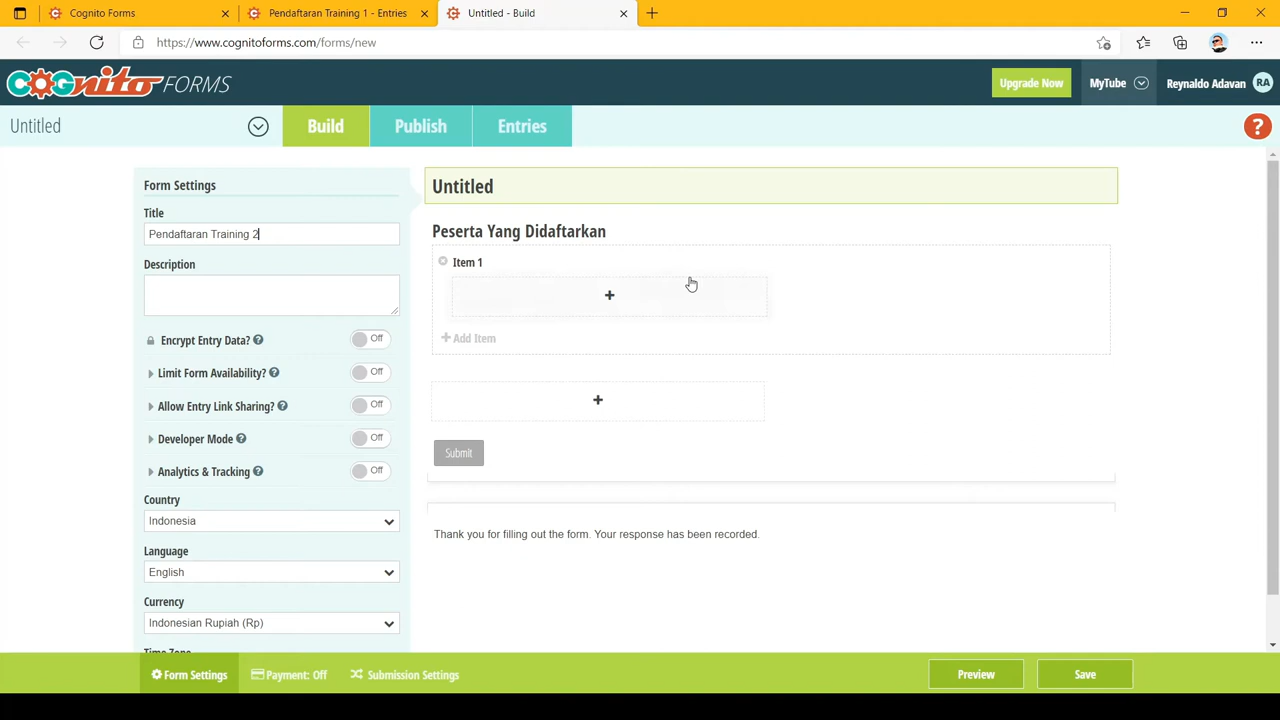 Cognito Forms
Pendaftaran Training 1 - Entries
Untitled - Build
https://www.cognitoforms.com/forms/new
COGnito FORMS
Upgrade Now
MyTube
Reynaldo Adavan
RA
Untitled
Build
Publish
Entries
?
Form Settings
Title
Pendaftaran Training 2
Description
Encrypt Entry Data? ?
Off
Limit Form Availability? ?
Off
Allow Entry Link Sharing? ?
Off
Developer Mode ?
Off
Analytics & Tracking ?
Off
Country
Indonesia
Language
English
Currency
Indonesian Rupiah (Rp)
Time Zone
Untitled
Peserta Yang Didaftarkan
Item 1
+
+ Add Item
+
Submit
Thank you for filling out the form. Your response has been recorded.
Form Settings
Payment: Off
Submission Settings
Preview
Save